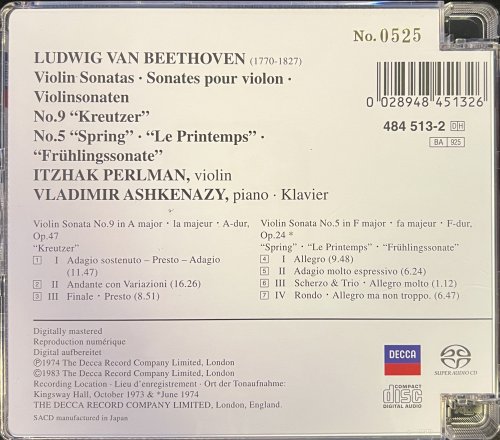 No. 0525
LUDWIG VAN BEETHOVEN (1770-1827)
Violin Sonatas · Sonates pour violon ·
Violinsonaten
No.9 “Kreutzer”
No.5 “Spring” · “Le Printemps” ·
“Frühlingssonate”
ITZHAK PERLMAN, violin
VLADIMIR ASHKENAZY, piano · Klavier
0 028948 451326
484 513-2 DH
BA 925
Violin Sonata No.9 in A major · la majeur · A-dur,
Op.47
“Kreutzer”
1 I Adagio sostenuto – Presto – Adagio
(11.47)
2 II Andante con Variazioni (16.26)
3 III Finale · Presto (8.51)
Violin Sonata No.5 in F major · fa majeur · F-dur,
Op.24 *
“Spring” · “Le Printemps” · “Frühlingssonate”
4 I Allegro (9.48)
5 II Adagio molto espressivo (6.24)
6 III Scherzo & Trio · Allegro molto (1.12)
7 IV Rondo · Allegro ma non troppo. (6.47)
Digitally mastered
Reproduction numérique
Digital aufbereitet
℗1974 The Decca Record Company Limited, London
©1983 The Decca Record Company Limited, London
Recording Location · Lieu d'enregistrement · Ort der Tonaufnahme:
Kingsway Hall, October 1973 & *June 1974
THE DECCA RECORD COMPANY LIMITED, London, England.
SACD manufactured in Japan
DECCA
SUPER AUDIO CD
COMPACT
disc
DIGITAL AUDIO